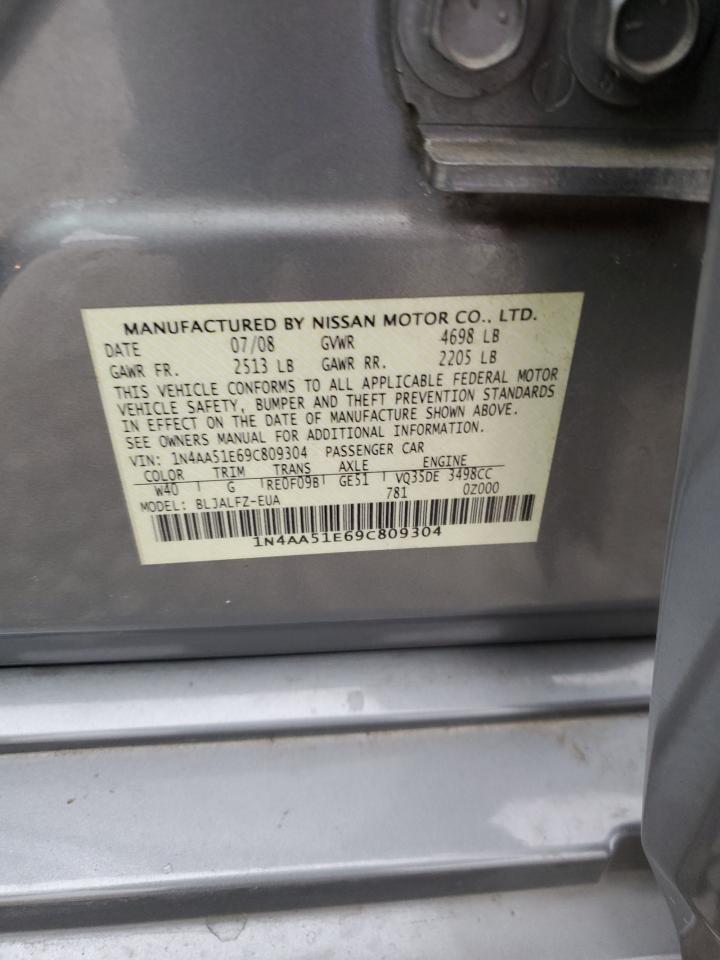 MANUFACTURED BY NISSAN MOTOR CO., LTD.
DATE 07/08 GVWR 4698 LB
GAWR FR. 2513 LB GAWR RR. 2205 LB
THIS VEHICLE CONFORMS TO ALL APPLICABLE FEDERAL MOTOR
VEHICLE SAFETY, BUMPER AND THEFT PREVENTION STANDARDS
IN EFFECT ON THE DATE OF MANUFACTURE SHOWN ABOVE.
SEE OWNERS MANUAL FOR ADDITIONAL INFORMATION.
VIN: 1N4AA51E69C809304 PASSENGER CAR
COLOR TRIM TRANS AXLE ENGINE
W40 G RE0F09B GE51 VQ35DE 3498CC
MODEL: BLJALFZ-EUA 781 0Z000
1N4AA51E69C809304